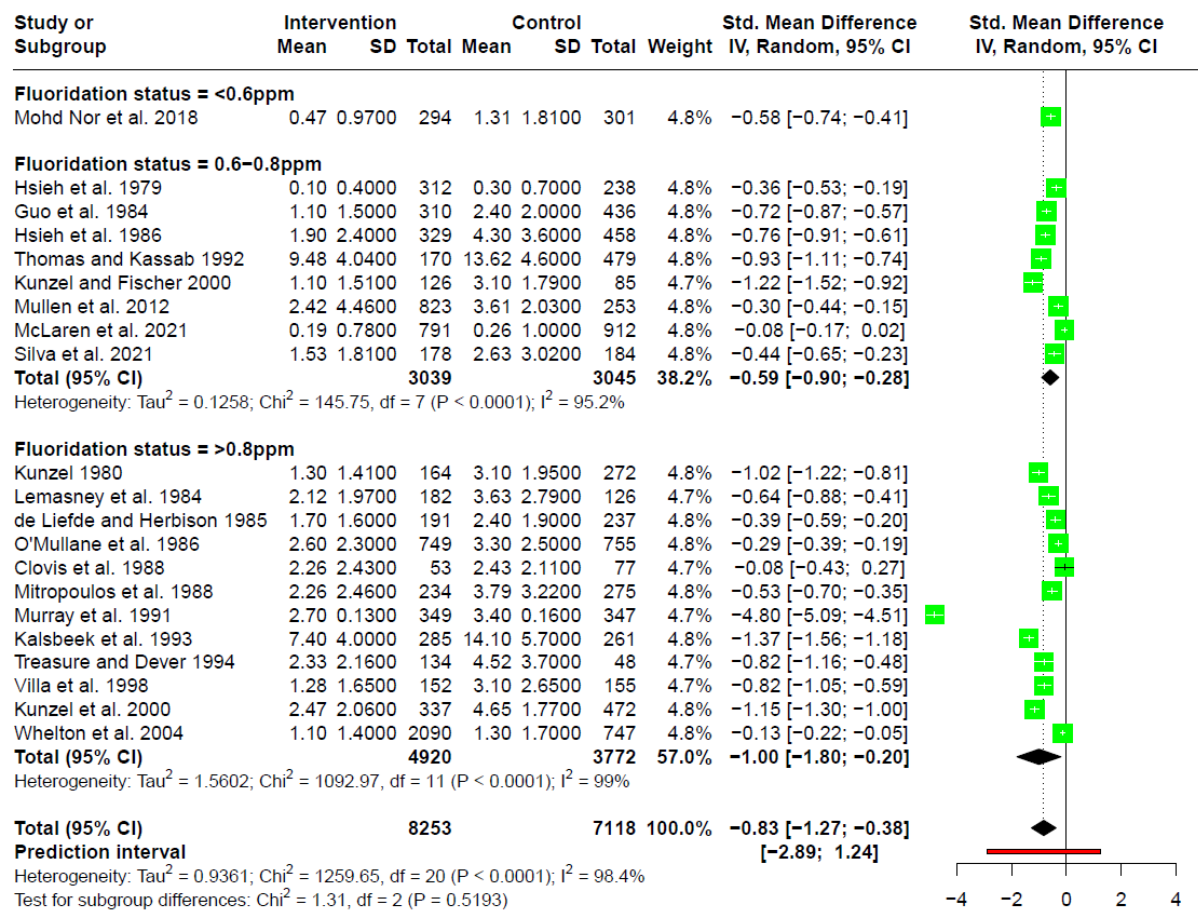 Study or Intervention Control Std. Mean Difference Std. Mean Difference
Subgroup Mean SD Total Mean SD Total Weight IV, Random, 95% CI IV, Random, 95% CI
Fluoridation status = <0.6ppm
Mohd Nor et al. 2018 0.47 0.9700 294 1.31 1.8100 301 4.8% −0.58 [−0.74; −0.41]
Fluoridation status = 0.6−0.8ppm
Hsieh et al. 1979 0.10 0.4000 312 0.30 0.7000 238 4.8% −0.36 [−0.53; −0.19]
Guo et al. 1984 1.10 1.5000 310 2.40 2.0000 436 4.8% −0.72 [−0.87; −0.57]
Hsieh et al. 1986 1.90 2.4000 329 4.30 3.6000 458 4.8% −0.76 [−0.91; −0.61]
Thomas and Kassab 1992 9.48 4.0400 170 13.62 4.6000 479 4.8% −0.93 [−1.11; −0.74]
Kunzel and Fischer 2000 1.10 1.5100 126 3.10 1.7900 85 4.7% −1.22 [−1.52; −0.92]
Mullen et al. 2012 2.42 4.4600 823 3.61 2.0300 253 4.8% −0.30 [−0.44; −0.15]
McLaren et al. 2021 0.19 0.7800 791 0.26 1.0000 912 4.8% −0.08 [−0.17; 0.02]
Silva et al. 2021 1.53 1.8100 178 2.63 3.0200 184 4.8% −0.44 [−0.65; −0.23]
Total (95% CI) 3039 3045 38.2% −0.59 [−0.90; −0.28]
Heterogeneity: Tau² = 0.1258; Chi² = 145.75, df = 7 (P < 0.0001); I² = 95.2%
Fluoridation status = >0.8ppm
Kunzel 1980 1.30 1.4100 164 3.10 1.9500 272 4.8% −1.02 [−1.22; −0.81]
Lemasney et al. 1984 2.12 1.9700 182 3.63 2.7900 126 4.7% −0.64 [−0.88; −0.41]
de Liefde and Herbison 1985 1.70 1.6000 191 2.40 1.9000 237 4.8% −0.39 [−0.59; −0.20]
O'Mullane et al. 1986 2.60 2.3000 749 3.30 2.5000 755 4.8% −0.29 [−0.39; −0.19]
Clovis et al. 1988 2.26 2.4300 53 2.43 2.1100 77 4.7% −0.08 [−0.43; 0.27]
Mitropoulos et al. 1988 2.26 2.4600 234 3.79 3.2200 275 4.8% −0.53 [−0.70; −0.35]
Murray et al. 1991 2.70 0.1300 349 3.40 0.1600 347 4.7% −4.80 [−5.09; −4.51]
Kalsbeek et al. 1993 7.40 4.0000 285 14.10 5.7000 261 4.8% −1.37 [−1.56; −1.18]
Treasure and Dever 1994 2.33 2.1600 134 4.52 3.7000 48 4.7% −0.82 [−1.16; −0.48]
Villa et al. 1998 1.28 1.6500 152 3.10 2.6500 155 4.7% −0.82 [−1.05; −0.59]
Kunzel et al. 2000 2.47 2.0600 337 4.65 1.7700 472 4.8% −1.15 [−1.30; −1.00]
Whelton et al. 2004 1.10 1.4000 2090 1.30 1.7000 747 4.8% −0.13 [−0.22; −0.05]
Total (95% CI) 4920 3772 57.0% −1.00 [−1.80; −0.20]
Heterogeneity: Tau² = 1.5602; Chi² = 1092.97, df = 11 (P < 0.0001); I² = 99%
Total (95% CI) 8253 7118 100.0% −0.83 [−1.27; −0.38]
Prediction interval [−2.89; 1.24]
Heterogeneity: Tau² = 0.9361; Chi² = 1259.65, df = 20 (P < 0.0001); I² = 98.4%
Test for subgroup differences: Chi² = 1.31, df = 2 (P = 0.5193)
−4 −2 0 2 4